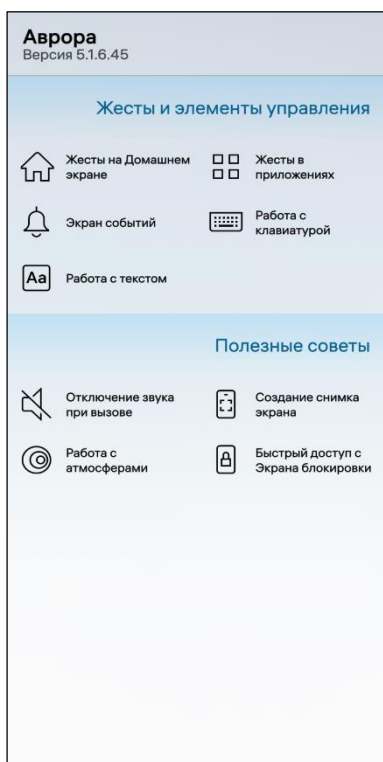 Аврора
Версия 5.1.6.45
Жесты и элементы управления
Жесты на Домашнем
экране
Жесты в
приложениях
Экран событий
Работа с
клавиатурой
Aa
Работа с текстом
Полезные советы
Отключение звука
при вызове
Создание снимка
экрана
Работа с
атмосферами
Быстрый доступ с
Экрана блокировки